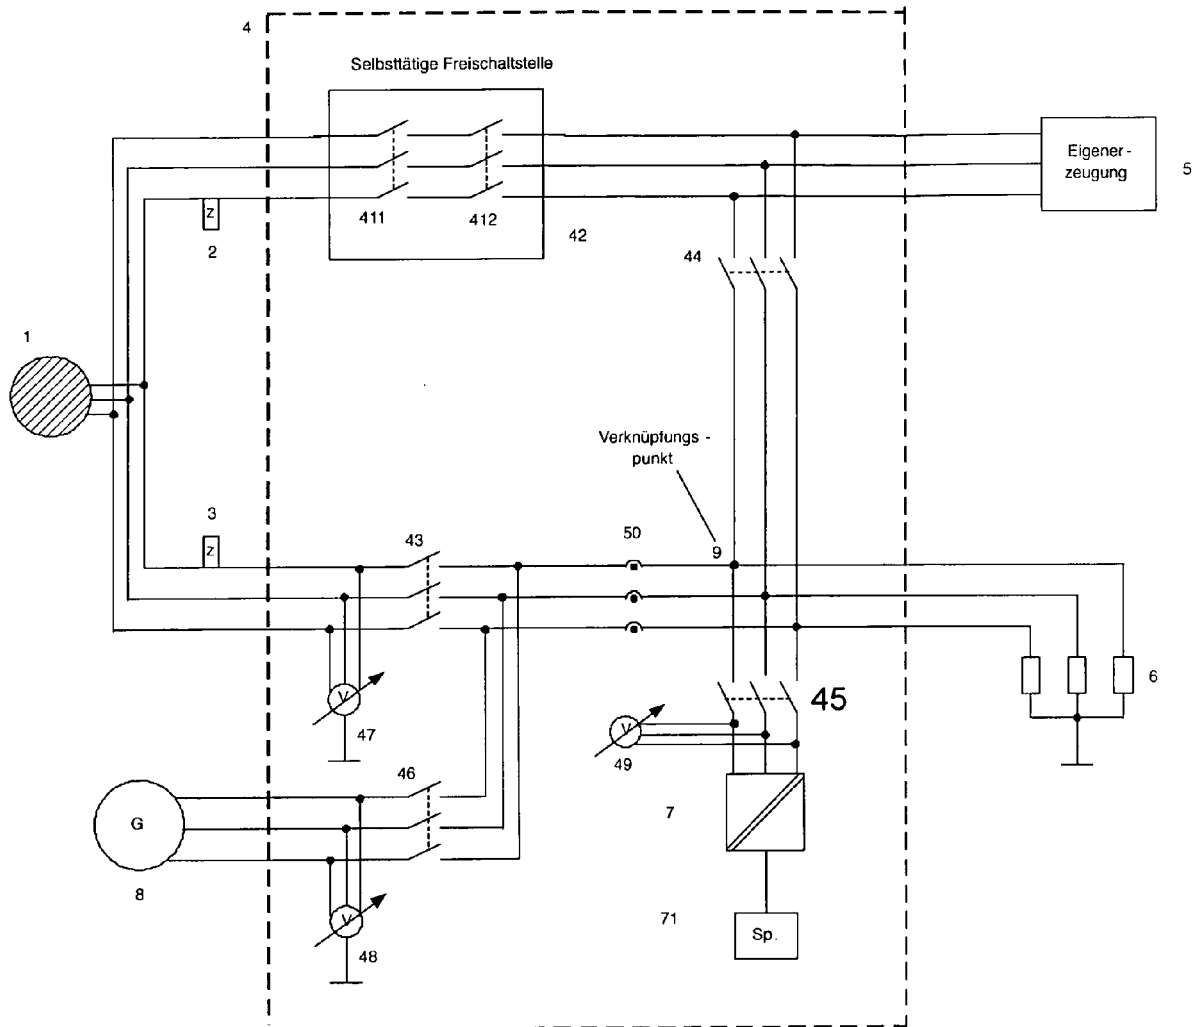 4
Selbsttätige Freischaltstelle
Eigener-
zeugung
5
411
412
42
Z
2
44
1
Verknüpfungs -
punkt
3
Z
43
50
9
6
V
47
45
V
49
46
7
G
8
V
48
71
Sp.